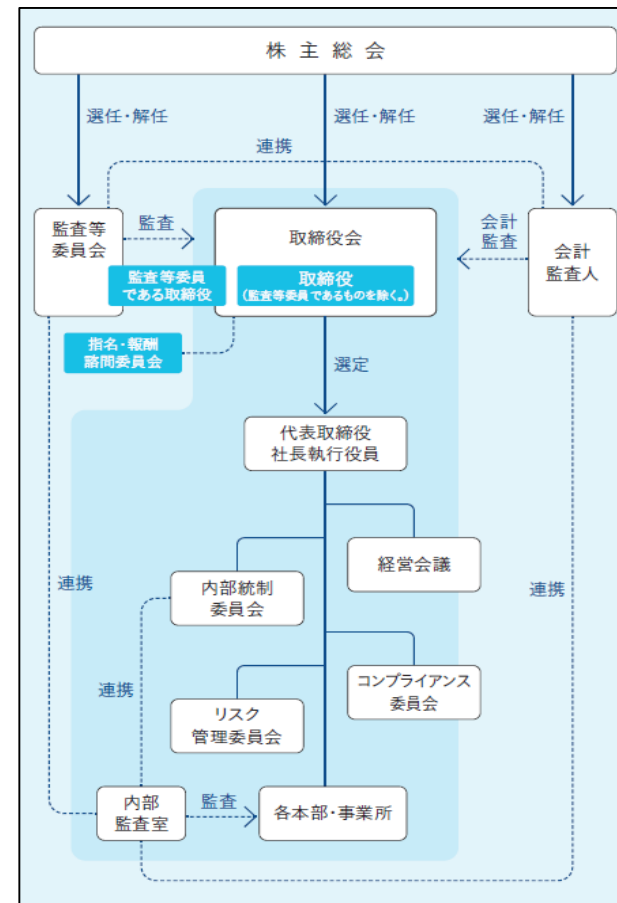 株主総会
選任・解任
選任・解任
選任・解任
連携
監査等
委員会
監査
取締役会
会計
監査
会計
監査人
監査等委員
である取締役
取締役
(監査等委員であるものを除く。)
指名・報酬
諮問委員会
選定
代表取締役
社長執行役員
経営会議
内部統制
委員会
連携
連携
連携
コンプライアンス
委員会
リスク
管理委員会
内部
監査室
監査
各本部・事業所